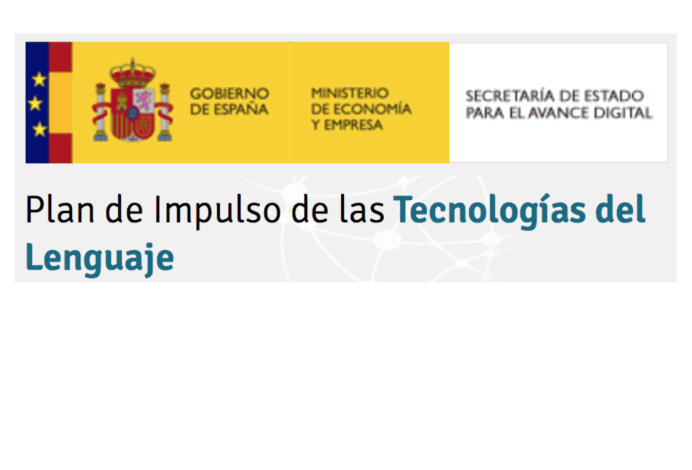 GOBIERNO
DE ESPAÑA
MINISTERIO
DE ECONOMÍA
Y EMPRESA
SECRETARÍA DE ESTADO
PARA EL AVANCE DIGITAL
Plan de Impulso de las Tecnologías del
Lenguaje